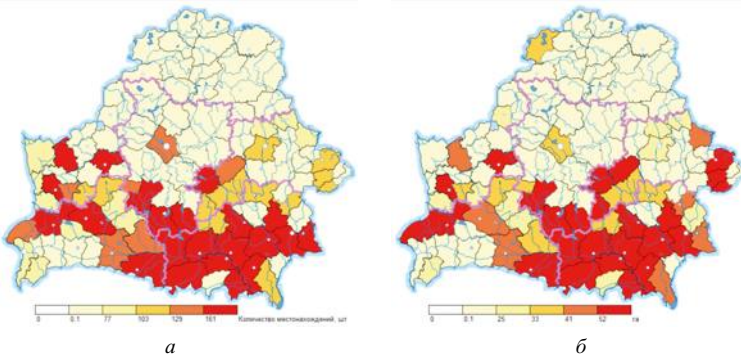 0 0.1 77 103 129 161 Количество местонахождений, шт
0 0.1 25 33 41 52 га
а б